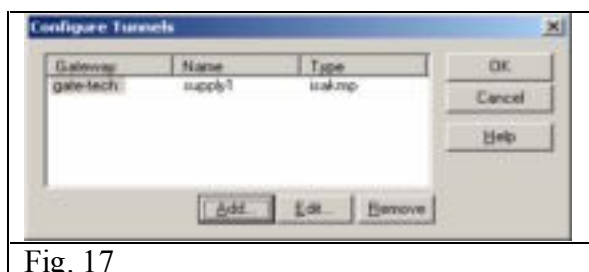 Configure Tunnels
Gateway Name Type
gate-tech supply1 isakmp
OK
Cancel
Help
Add... Edit... Remove
Fig. 17